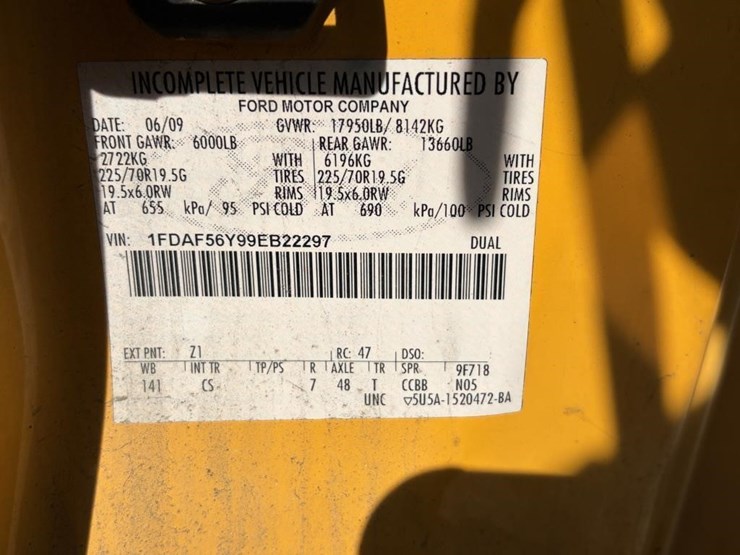 INCOMPLETE VEHICLE MANUFACTURED BY
FORD MOTOR COMPANY
DATE: 06/09 GVWR: 17950LB/ 8142KG
FRONT GAWR: 6000LB REAR GAWR: 13660LB
2722KG WITH 6196KG WITH
225/70R19.5G TIRES 225/70R19.5G TIRES
19.5x6.0RW RIMS 19.5x6.0RW RIMS
AT 655 kPa/ 95 PSI COLD AT 690 kPa/100 PSI COLD
VIN: 1FDAF56Y99EB22297 DUAL
EXT PNT: Z1 RC: 47 DSO:
WB INT TR TP/PS R AXLE TR SPR 9F718
141 CS 7 48 T CCBB N05
UNC ▽5U5A-1520472-BA